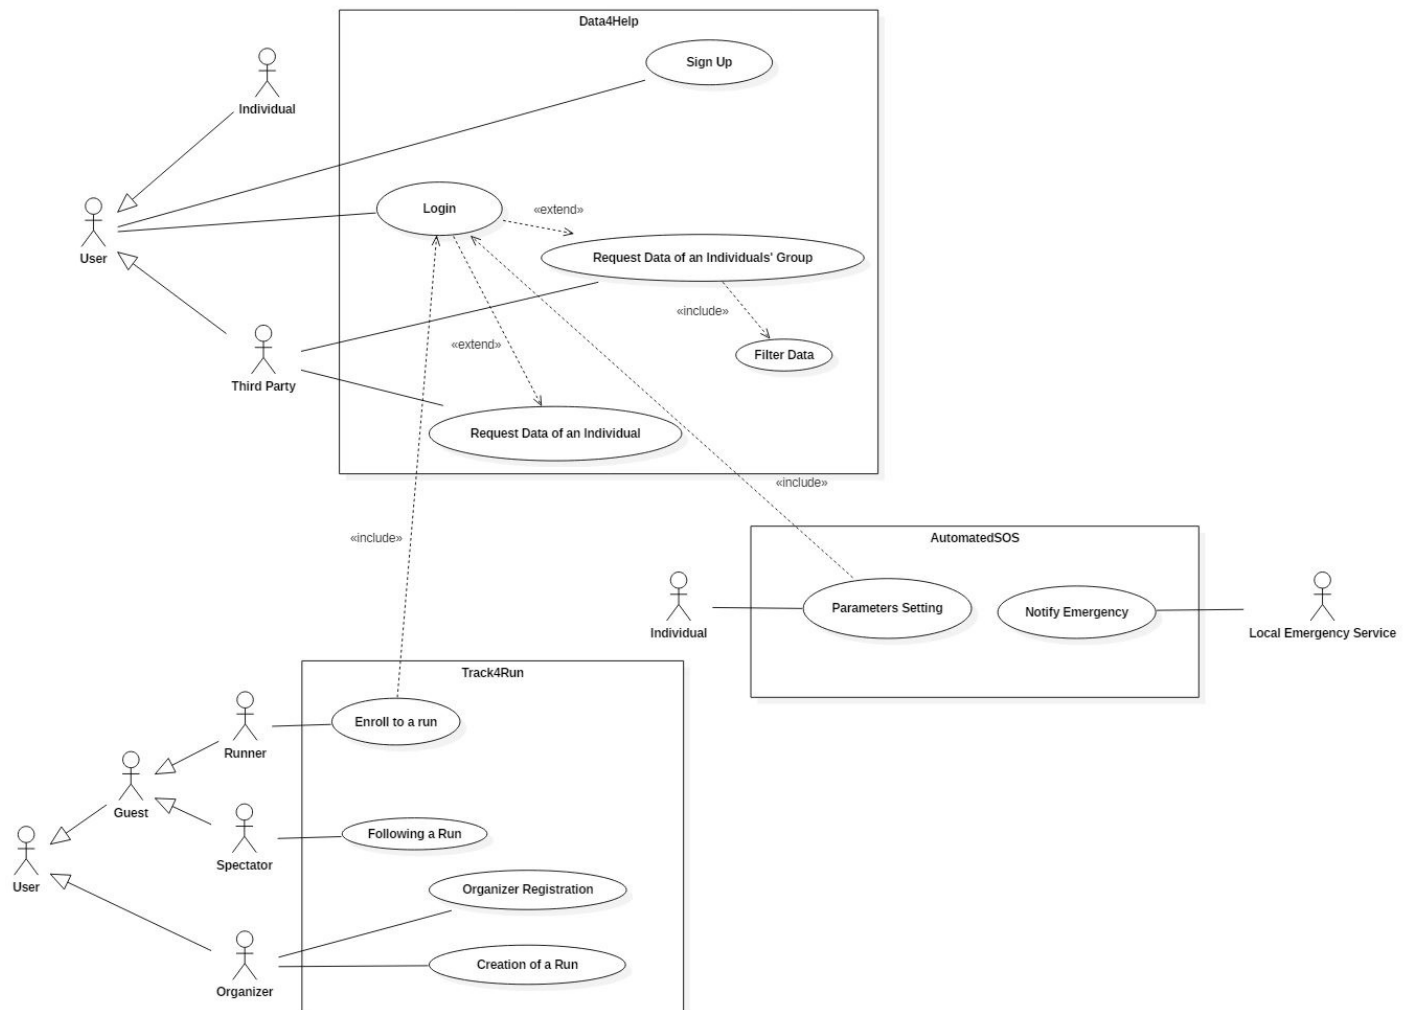 Data4Help
Sign Up
Individual
Login
«extend»
User
Request Data of an Individuals' Group
«include»
«extend»
Filter Data
Third Party
Request Data of an Individual
«include»
«include»
AutomatedSOS
Individual
Parameters Setting
Notify Emergency
Local Emergency Service
Track4Run
Enroll to a run
Runner
Guest
Following a Run
Spectator
User
Organizer Registration
Creation of a Run
Organizer